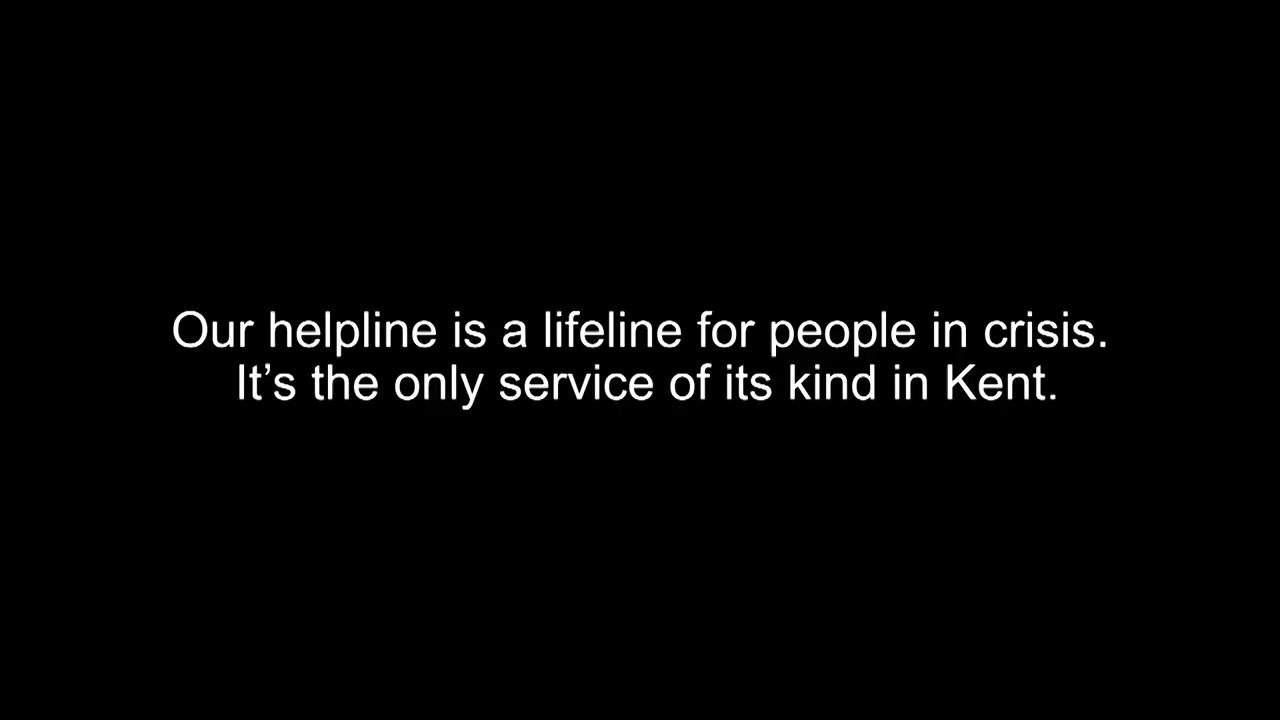 Our helpline is a lifeline for people in crisis.
It’s the only service of its kind in Kent.